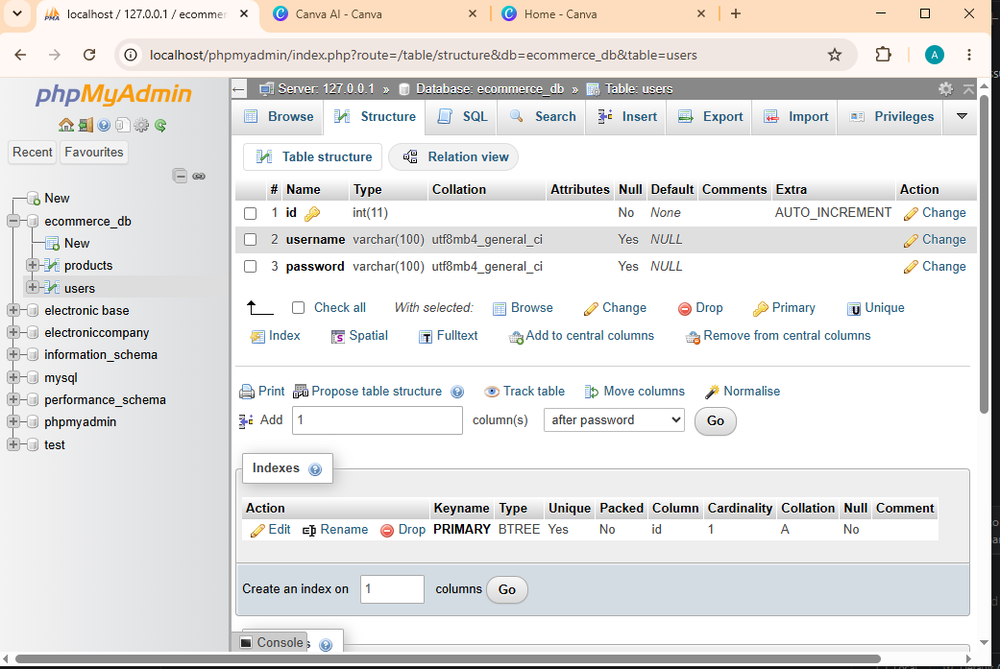 PMA
localhost / 127.0.0.1 / ecommer
Canva AI - Canva
Home - Canva
localhost/phpmyadmin/index.php?route=/table/structure&db=ecommerce_db&table=users
A
phpMyAdmin
Recent
Favourites
New
ecommerce_db
New
products
users
electronic base
electroniccompany
information_schema
mysql
performance_schema
phpmyadmin
test
Server: 127.0.0.1 » Database: ecommerce_db » Table: users
Browse Structure SQL Search Insert Export Import Privileges
Table structure Relation view
# Name Type Collation Attributes Null Default Comments Extra Action
1 id int(11) No None AUTO_INCREMENT Change
2 username varchar(100) utf8mb4_general_ci Yes NULL Change
3 password varchar(100) utf8mb4_general_ci Yes NULL Change
Check all With selected: Browse Change Drop Primary Unique
Index Spatial Fulltext Add to central columns Remove from central columns
Print Propose table structure Track table Move columns Normalise
Add 1 column(s) after password Go
Indexes
Action Keyname Type Unique Packed Column Cardinality Collation Null Comment
Edit Rename Drop PRIMARY BTREE Yes No id 1 A No
Create an index on 1 columns Go
Console